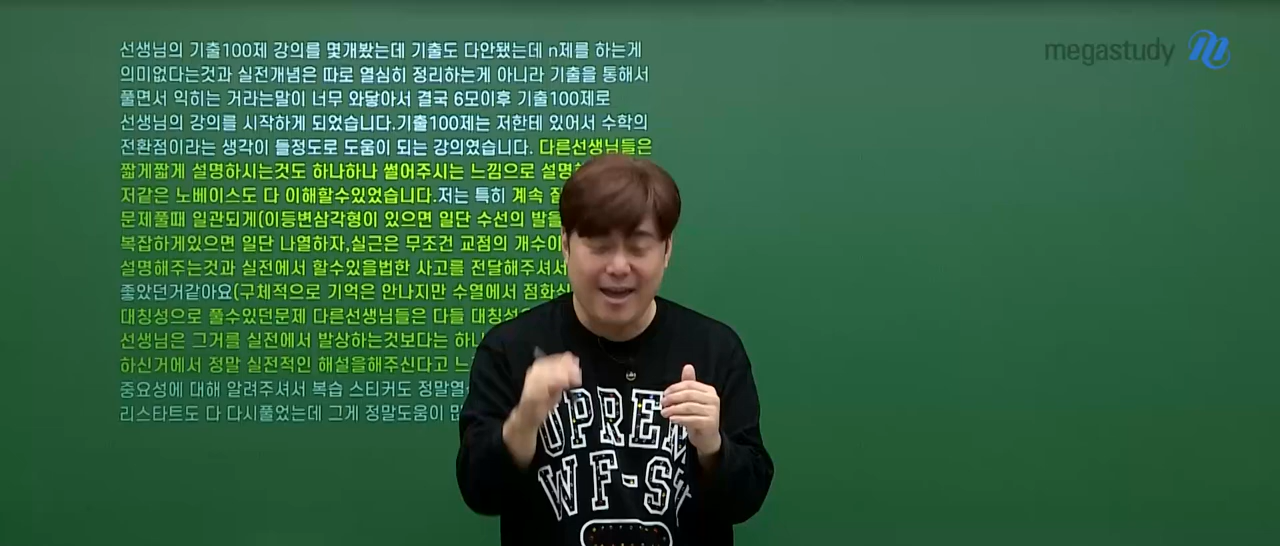 선생님의 기출100제 강의를 몇개봤는데 기출도 다안됐는데 n제를 하는게
의미없다는것과 실전개념은 따로 열심히 정리하는게 아니라 기출을 통해서
풀면서 익히는 거라는말이 너무 와닿아서 결국 6모이후 기출100제로
선생님의 강의를 시작하게 되었습니다.기출100제는 저한테 있어서 수학의
전환점이라는 생각이 들정도로 도움이 되는 강의였습니다. 다른선생님들은
짧게짧게 설명하시는것도 하나하나 썰어주시는 느낌으로
저같은 노베이스도 다 이해할수있었습니다.저는 특히 계속
문제풀때 일관되게(이등변삼각형이 있으면 일단 수선의 발을
복잡하게있으면 일단 나열하자,실근은 무조건 교점의 개수
설명해주는것과 실전에서 할수있을법한 사고를 전달해주셔서
좋았던거같아요(구체적으로 기억은 안나지만 수열에서
대칭성으로 풀수있던문제 다른선생님들은 다들
선생님은 그거를 실전에서 발상하는것보다는
하신거에서 정말 실전적인 해설을해주신다고
중요성에 대해 알려주셔서 복습 스티커도
리스타트도 다 다시풀었는데 그게 정말도움이
megastudy
UPREM
WF-S